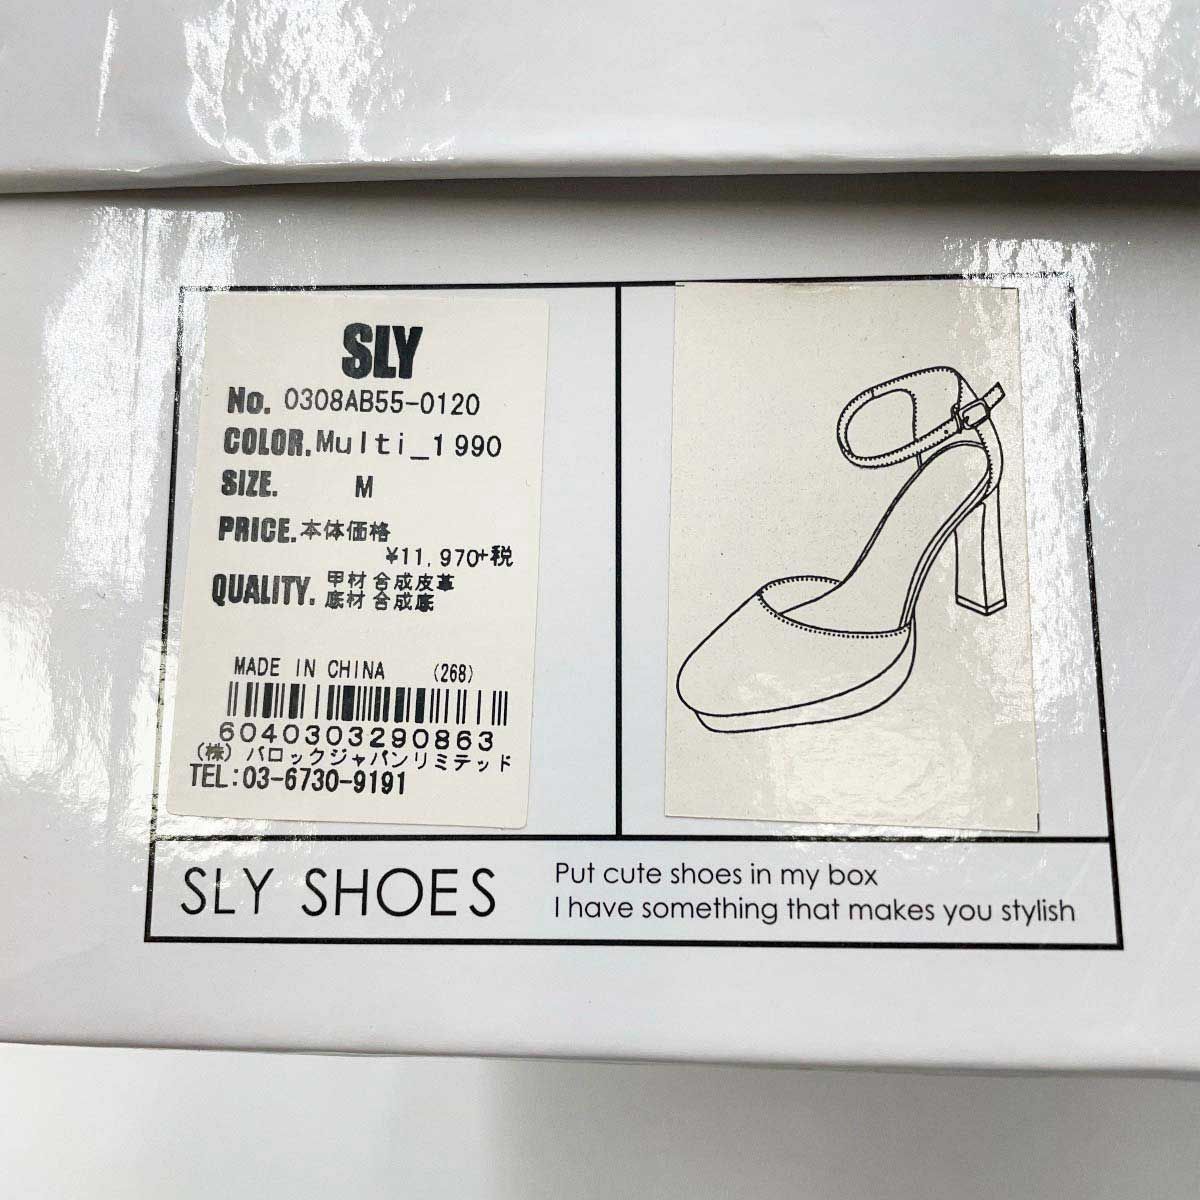 SLY
No. 0308AB55-0120
COLOR. Multi_1 990
SIZE. M
PRICE. 本体価格
¥11,970+税
QUALITY. 甲材 合成皮革
底材 合成底
MADE IN CHINA (268)
6040303290863
(株) バロックジャパンリミテッド
TEL:03-6730-9191
SLY SHOES
Put cute shoes in my box
I have something that makes you stylish